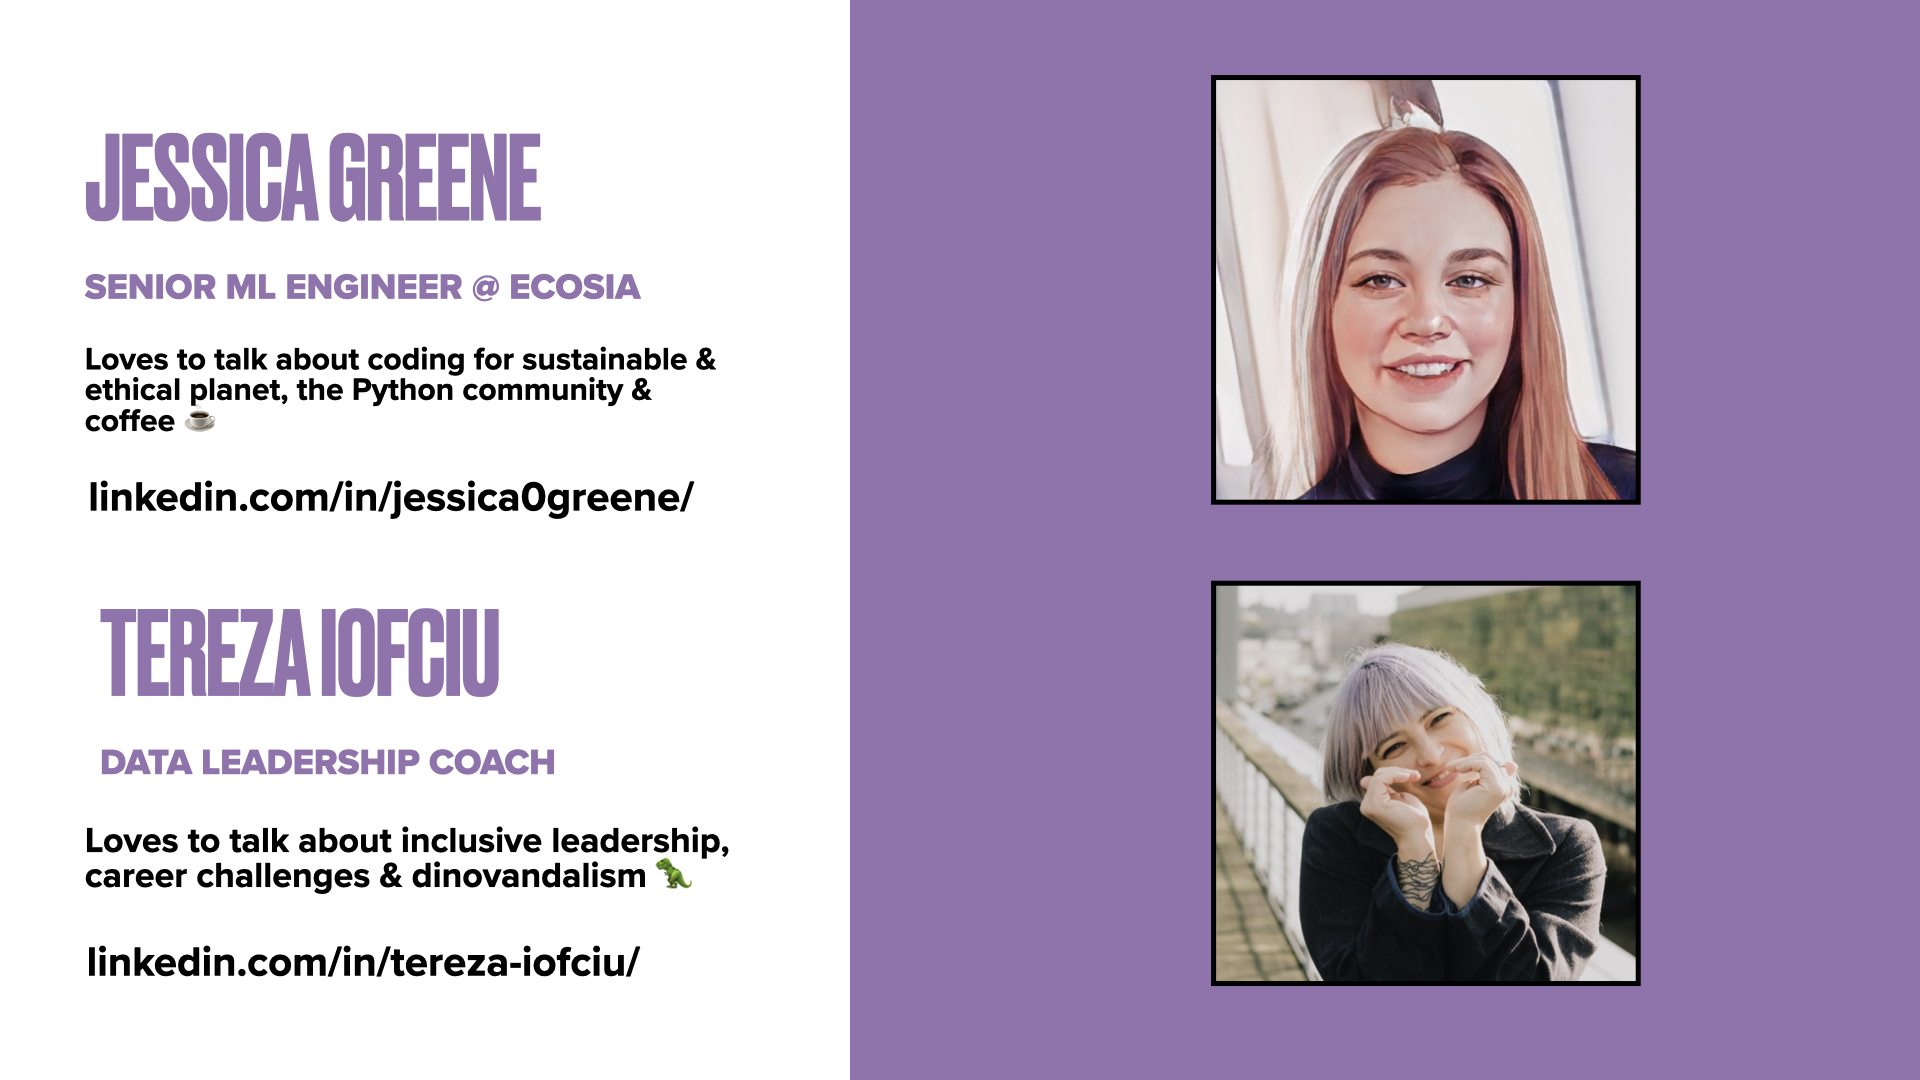 JESSICA GREENE
SENIOR ML ENGINEER @ ECOSIA
Loves to talk about coding for sustainable &
ethical planet, the Python community &
coffee ☕
linkedin.com/in/jessica0greene/
TEREZA IOFCIU
DATA LEADERSHIP COACH
Loves to talk about inclusive leadership,
career challenges & dinovandalism 🦖
linkedin.com/in/tereza-iofciu/